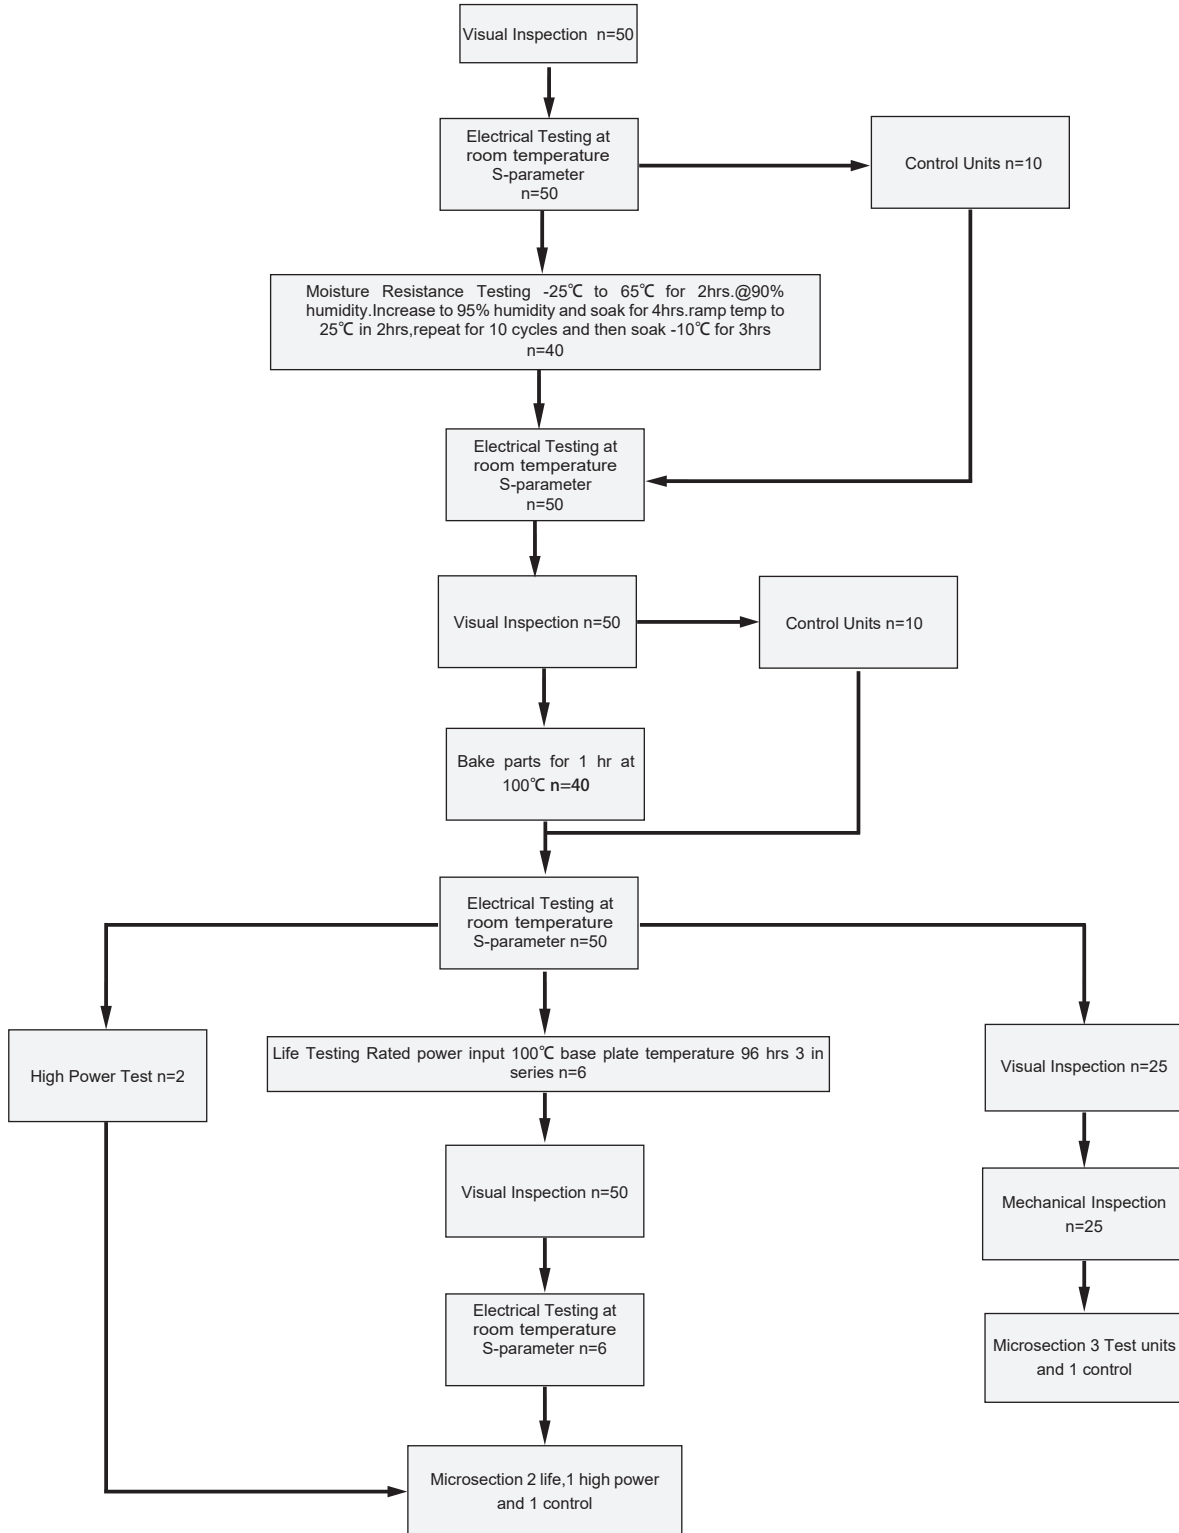 Visual Inspection n=50
Electrical Testing at
room temperature
S-parameter
n=50
Control Units n=10
Moisture Resistance Testing -25℃ to 65℃ for 2hrs.@90%
humidity.Increase to 95% humidity and soak for 4hrs.ramp temp to
25℃ in 2hrs,repeat for 10 cycles and then soak -10℃ for 3hrs
n=40
Electrical Testing at
room temperature
S-parameter
n=50
Visual Inspection n=50
Control Units n=10
Bake parts for 1 hr at
100℃ n=40
Electrical Testing at
room temperature
S-parameter n=50
High Power Test n=2
Life Testing Rated power input 100℃ base plate temperature 96 hrs 3 in
series n=6
Visual Inspection n=25
Visual Inspection n=50
Mechanical Inspection
n=25
Electrical Testing at
room temperature
S-parameter n=6
Microsection 3 Test units
and 1 control
Microsection 2 life,1 high power
and 1 control